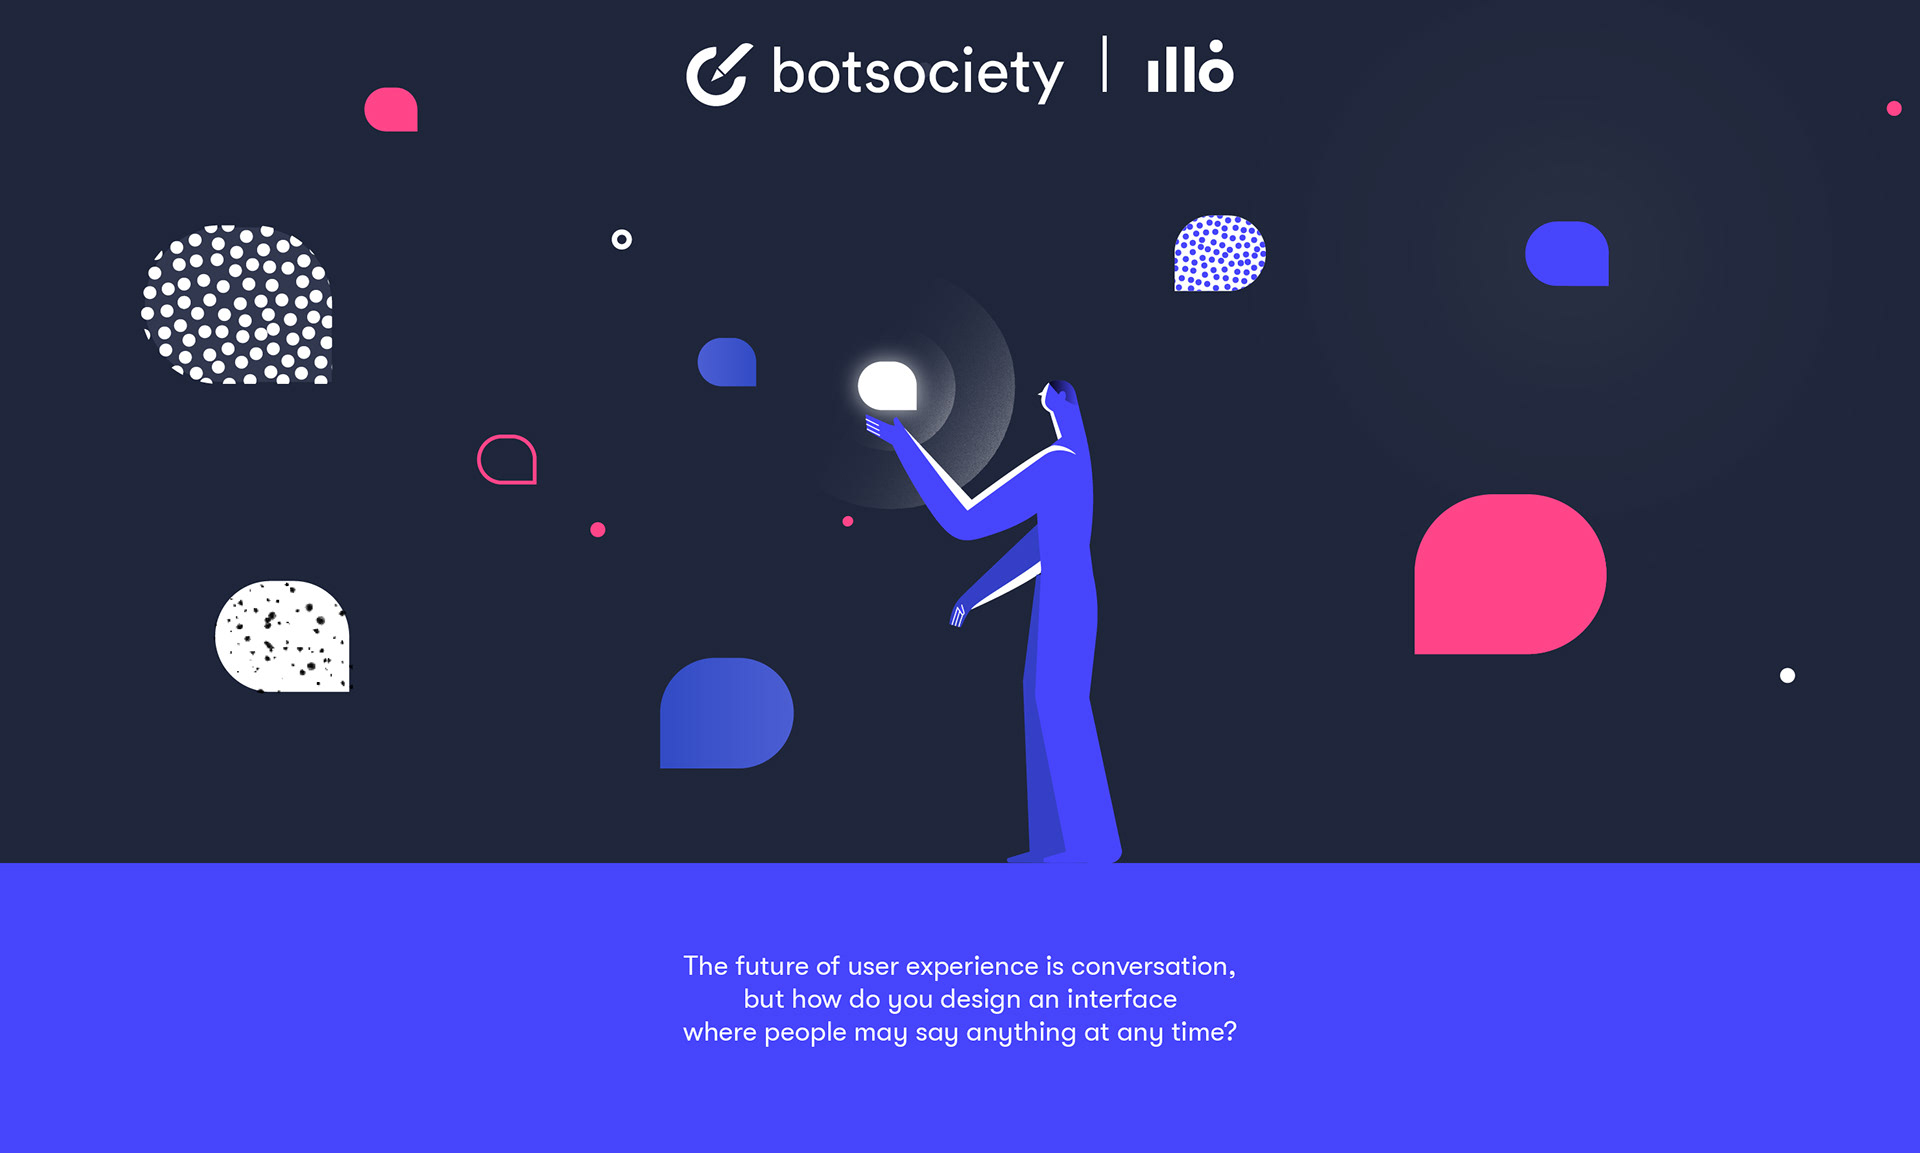 botsociety | illo
The future of user experience is conversation,
but how do you design an interface
where people may say anything at any time?